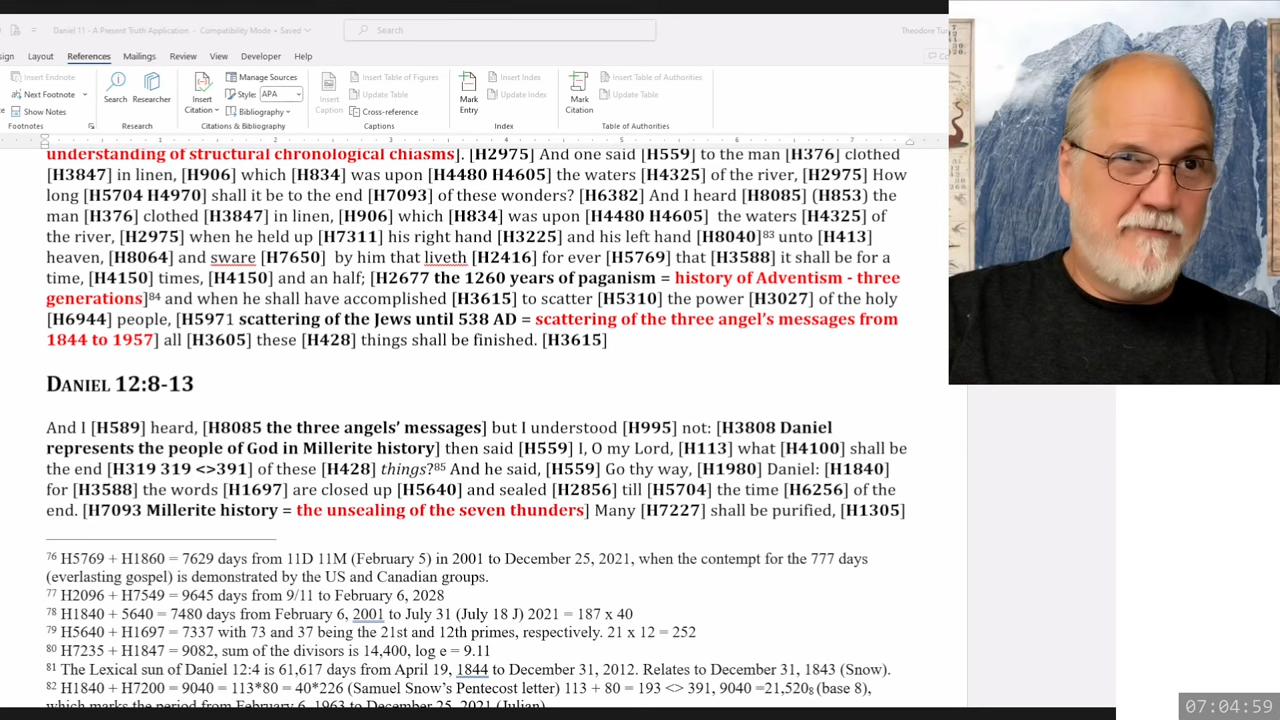 Daniel 11 - A Present Truth Application - Compatibility Mode • Saved
Search
Theodore Tur
sign Layout References Mailings Review View Developer Help
Insert Endnote
Next Footnote
Show Notes
Footnotes
Search
Researcher
Research
Insert Citation
Manage Sources
Style: APA
Bibliography
Citations & Bibliography
Insert Caption
Insert Table of Figures
Update Table
Cross-reference
Captions
Mark Entry
Insert Index
Update Index
Index
Mark Citation
Insert Table of Authorities
Update Table
Table of Authorities
1 2 3 4 5 6 7
understanding of structural chronological chiasms]. [H2975] And one said [H559] to the man [H376] clothed
[H3847] in linen, [H906] which [H834] was upon [H4480 H4605] the waters [H4325] of the river, [H2975] How
long [H5704 H4970] shall it be to the end [H7093] of these wonders? [H6382] And I heard [H8085] (H853) the
man [H376] clothed [H3847] in linen, [H906] which [H834] was upon [H4480 H4605] the waters [H4325] of
the river, [H2975] when he held up [H7311] his right hand [H3225] and his left hand [H8040]83 unto [H413]
heaven, [H8064] and sware [H7650] by him that liveth [H2416] for ever [H5769] that [H3588] it shall be for a
time, [H4150] times, [H4150] and an half; [H2677 the 1260 years of paganism = history of Adventism - three
generations]84 and when he shall have accomplished [H3615] to scatter [H5310] the power [H3027] of the holy
[H6944] people, [H5971 scattering of the Jews until 538 AD = scattering of the three angel's messages from
1844 to 1957] all [H3605] these [H428] things shall be finished. [H3615]
DANIEL 12:8-13
And I [H589] heard, [H8085 the three angels' messages] but I understood [H995] not: [H3808 Daniel
represents the people of God in Millerite history] then said [H559] I, O my Lord, [H113] what [H4100] shall be
the end [H319 319 <>391] of these [H428] things?85 And he said, [H559] Go thy way, [H1980] Daniel: [H1840]
for [H3588] the words [H1697] are closed up [H5640] and sealed [H2856] till [H5704] the time [H6256] of the
end. [H7093 Millerite history = the unsealing of the seven thunders] Many [H7227] shall be purified, [H1305]
76 H5769 + H1860 = 7629 days from 11D 11M (February 5) in 2001 to December 25, 2021, when the contempt for the 777 days
(everlasting gospel) is demonstrated by the US and Canadian groups.
77 H2096 + H7549 = 9645 days from 9/11 to February 6, 2028
78 H1840 + 5640 = 7480 days from February 6, 2001 to July 31 (July 18 J) 2021 = 187 x 40
79 H5640 + H1697 = 7337 with 73 and 37 being the 21st and 12th primes, respectively. 21 x 12 = 252
80 H7235 + H1847 = 9082, sum of the divisors is 14,400, log e = 9.11
81 The Lexical sun of Daniel 12:4 is 61,617 days from April 19, 1844 to December 31, 2012. Relates to December 31, 1843 (Snow).
82 H1840 + H7200 = 9040 = 113*80 = 40*226 (Samuel Snow's Pentecost letter) 113 + 80 = 193 <> 391, 9040 =21,5208 (base 8),
which marks the period from February 6, 1963 to December 25, 2021 (Julian)
07:04:59